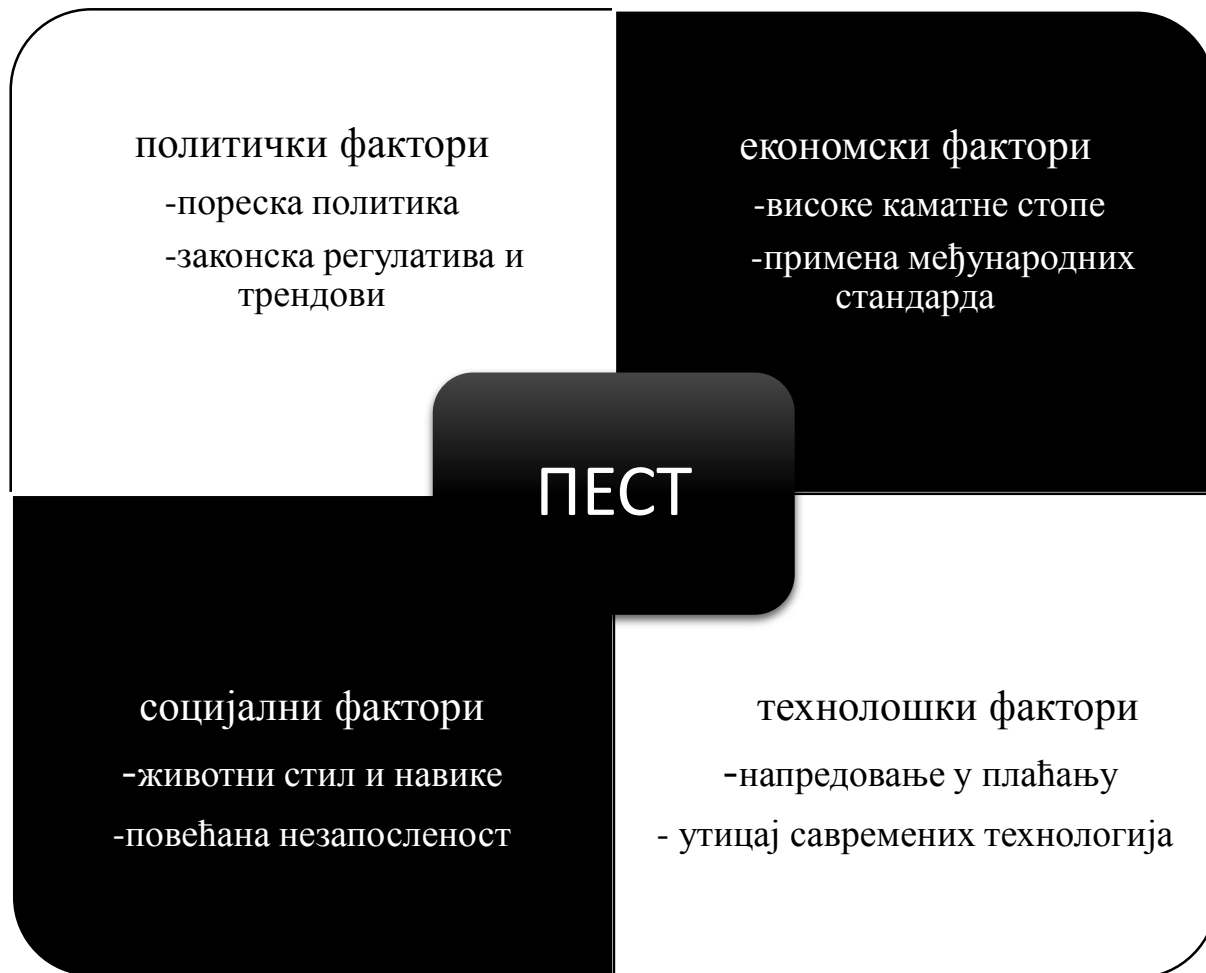 политички фактори
-пореска политика
-законска регулатива и
трендови
економски фактори
-високе каматне стопе
-примена међународних
стандарда
ПЕСТ
социјални фактори
-животни стил и навике
-повећана незапосленост
технолошки фактори
-напредовање у плаћању
- утицај савремених технологија